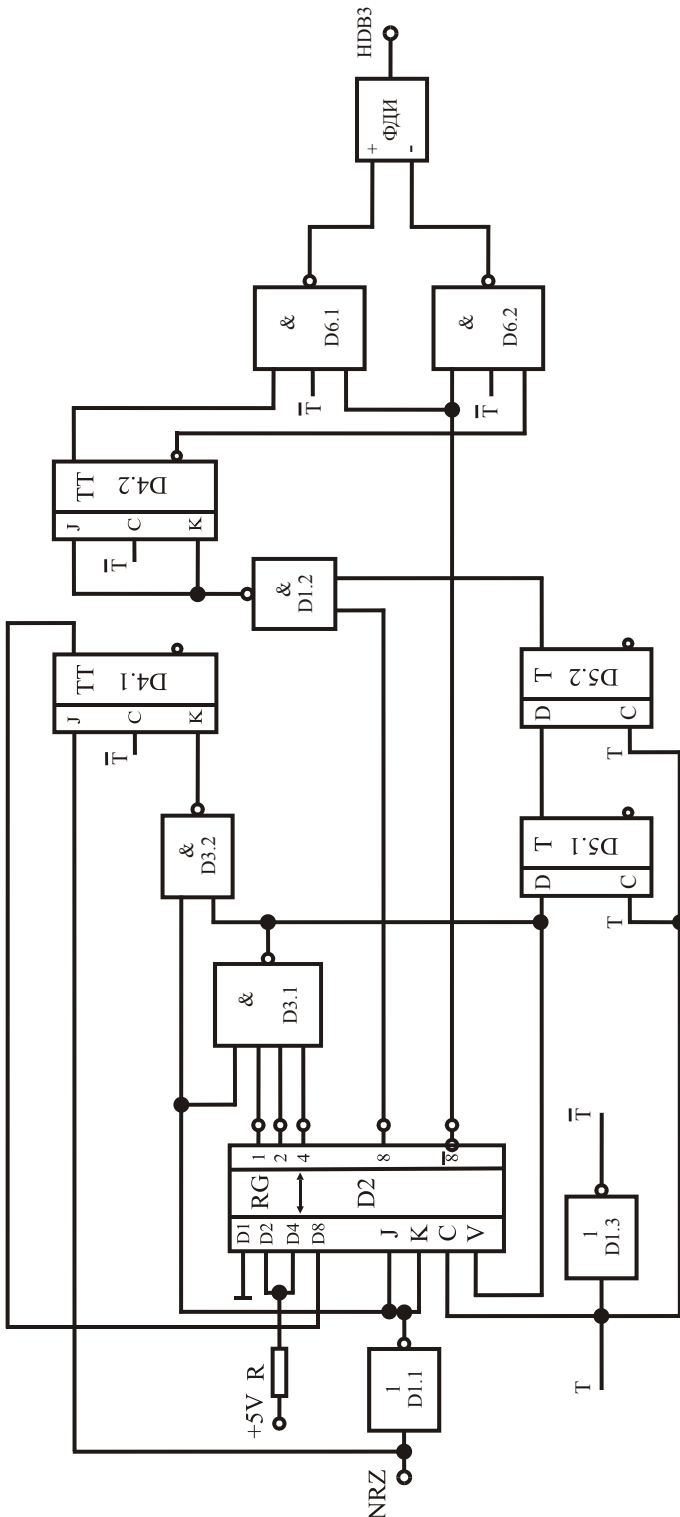 HDB3
ФДИ
+
-
&
D6.1
&
D6.2
T̅
T̅
TT
D4.2
J
C
K
T̅
&
D1.2
TT
D4.1
J
C
K
T̅
T
D5.2
D
C
T
&
D3.2
T
D5.1
D
C
T
&
D3.1
1
2
4
8
8̅
RG
D2
D1
D2
D4
D8
J
K
C
V
T̅
1
D1.3
T
+5V R
1
D1.1
NRZ